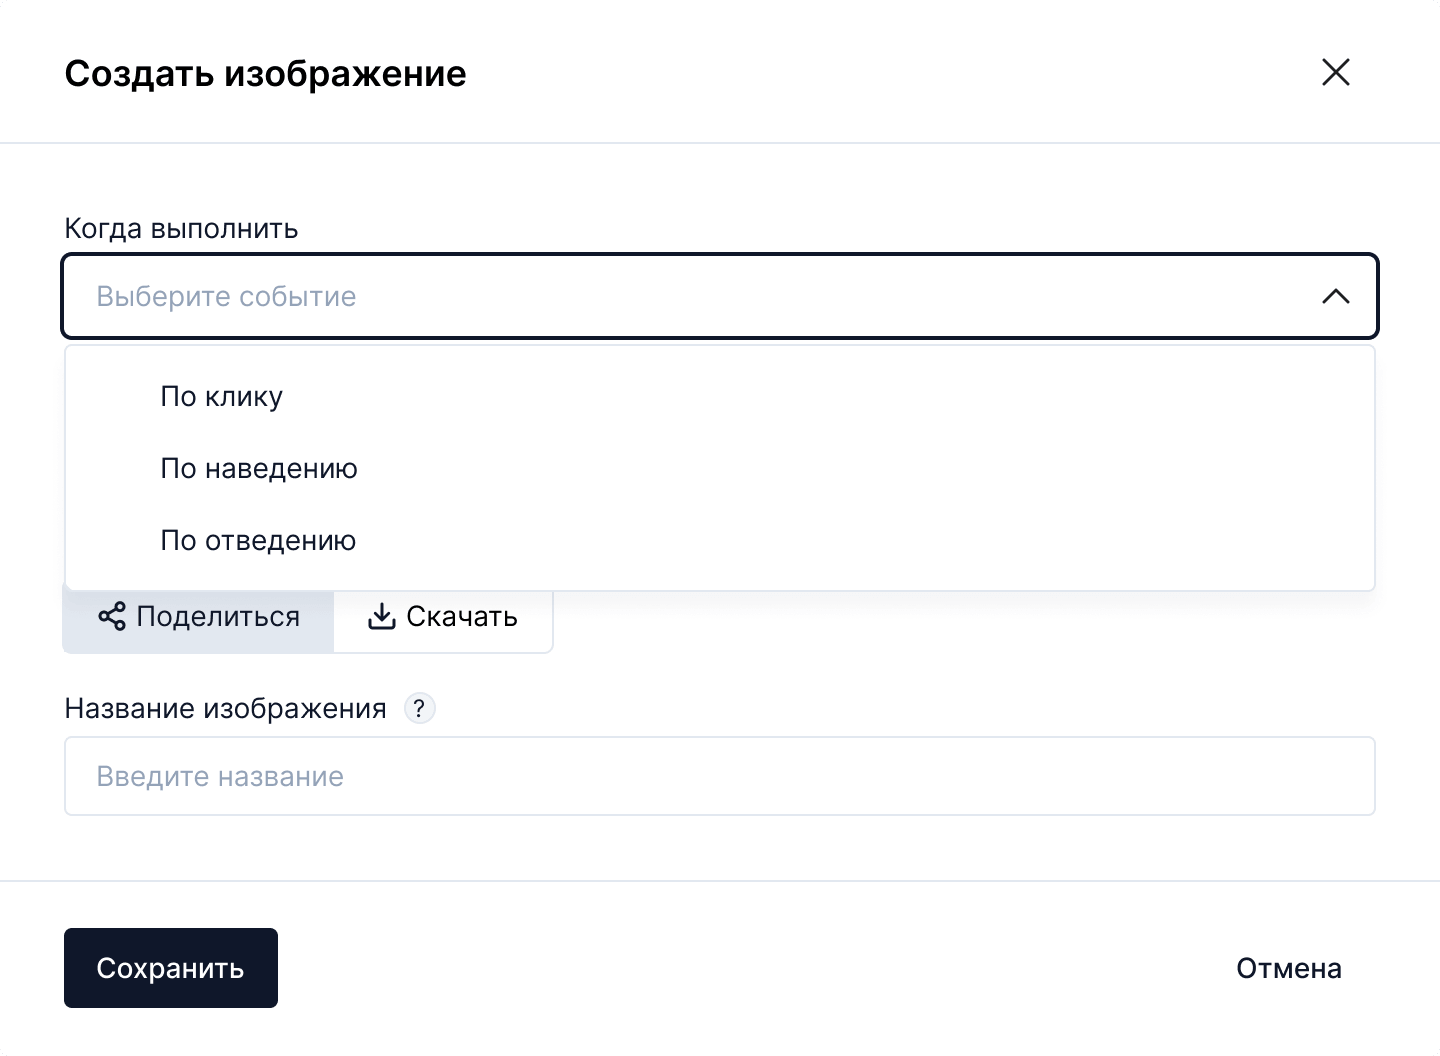 Создать изображение
Когда выполнить
Выберите событие
По клику
По наведению
По отведению
Поделиться Скачать
Название изображения ?
Введите название
Сохранить Отмена